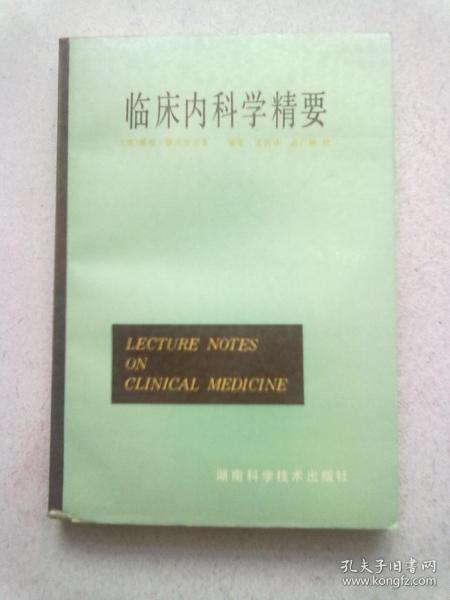 临床内科学精要
LECTURE NOTES
ON
CLINICAL MEDICINE
湖南科学技术出版社
孔夫子旧书网
www.kongfz.com